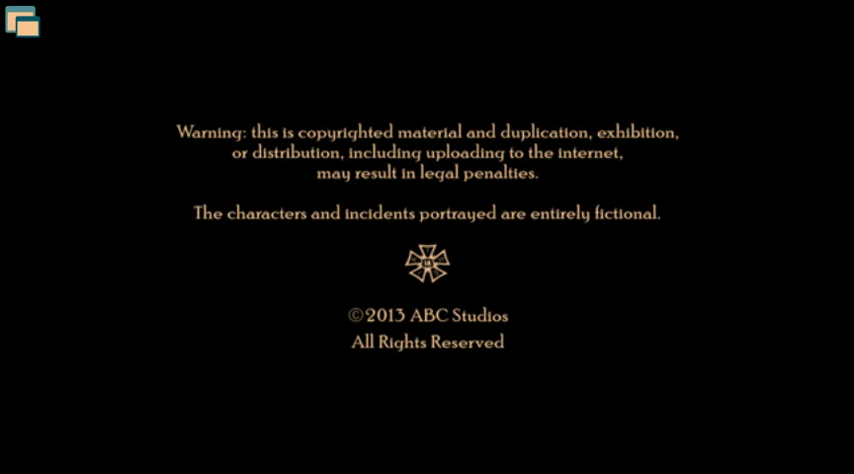 Warning: this is copyrighted material and duplication, exhibition,
or distribution, including uploading to the internet,
may result in legal penalties.
The characters and incidents portrayed are entirely fictional.
IA
©2013 ABC Studios
All Rights Reserved